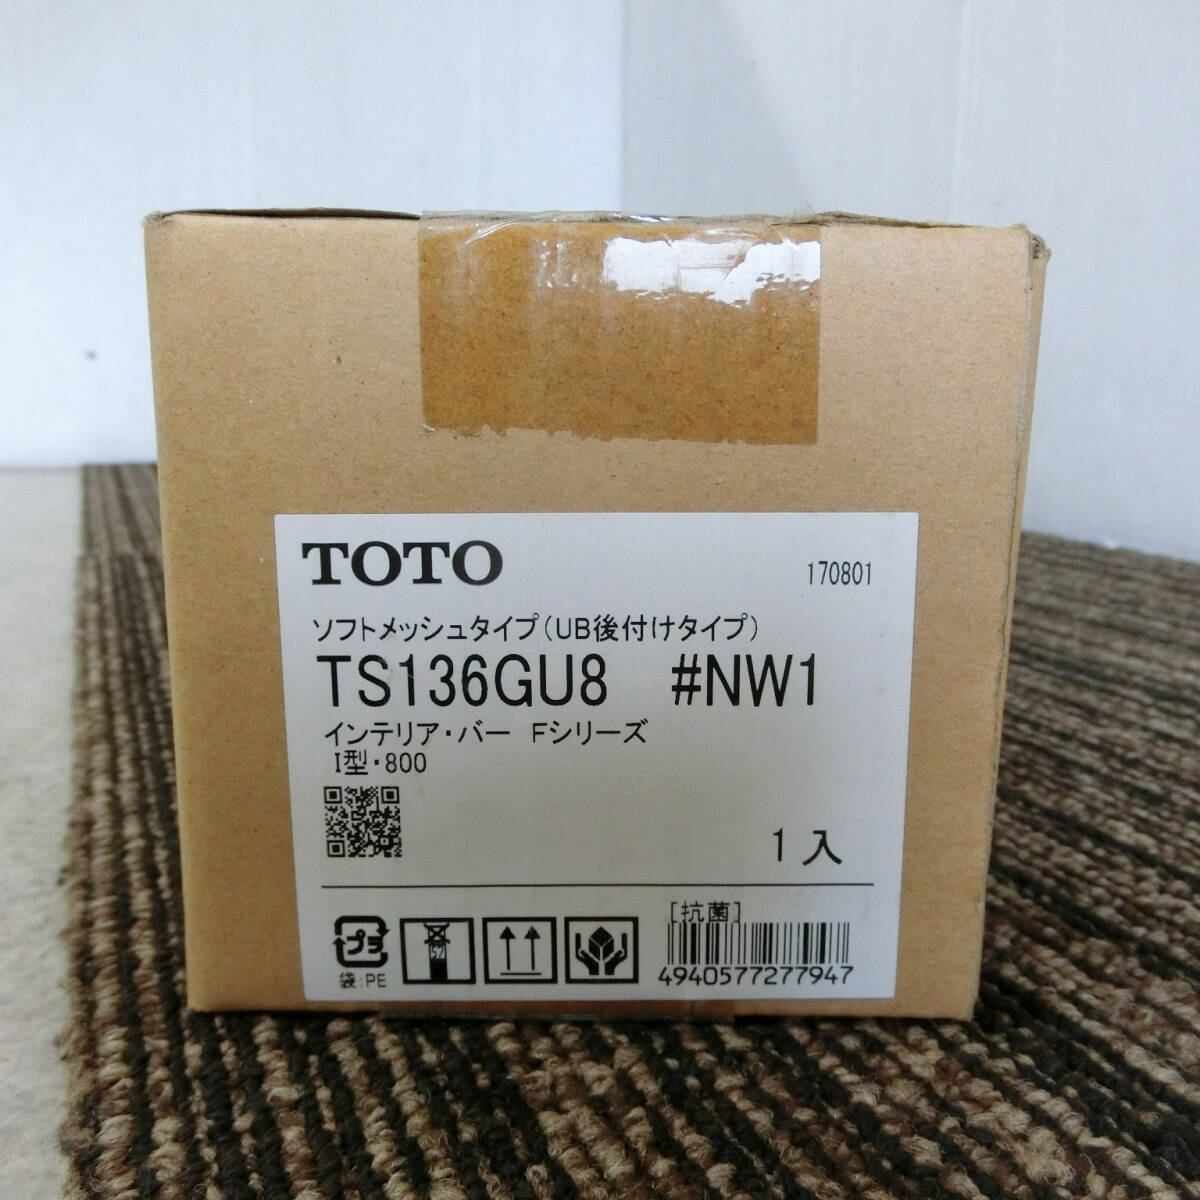 TOTO
170801
ソフトメッシュタイプ(UB後付けタイプ)
TS136GU8 #NW1
インテリア・バー Fシリーズ
I型・800
1入
[抗菌]
プラ
袋:PE
4940577277947